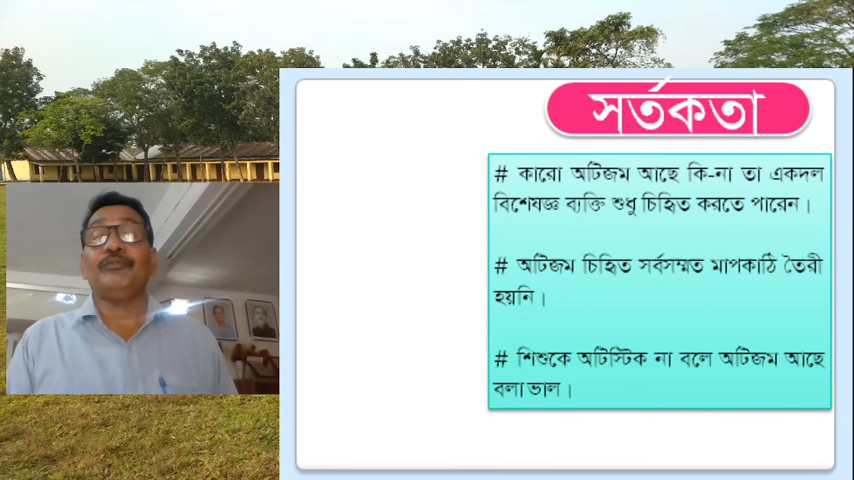 সর্তকতা
# কারো অটিজম আছে কি-না তা একদল
বিশেষজ্ঞ ব্যক্তি শুধু চিহ্নিত করতে পারেন।
# অটিজম চিহ্নিত সর্বসম্মত মাপকাঠি তৈরী
হয়নি।
# শিশুকে অটিস্টিক না বলে অটিজম আছে
বলা ভাল।